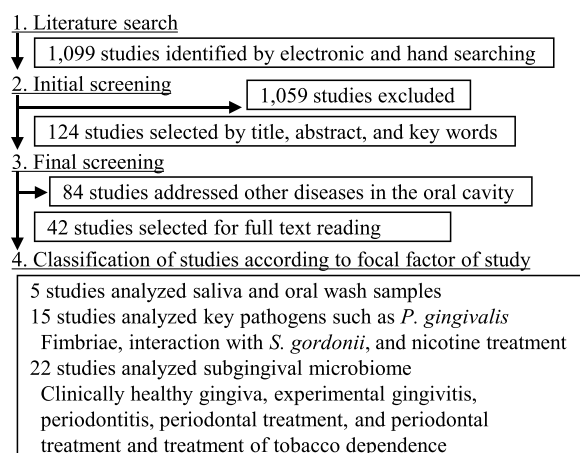 1. Literature search
1,099 studies identified by electronic and hand searching
2. Initial screening
1,059 studies excluded
124 studies selected by title, abstract, and key words
3. Final screening
84 studies addressed other diseases in the oral cavity
42 studies selected for full text reading
4. Classification of studies according to focal factor of study
5 studies analyzed saliva and oral wash samples
15 studies analyzed key pathogens such as P. gingivalis
Fimbriae, interaction with S. gordonii, and nicotine treatment
22 studies analyzed subgingival microbiome
Clinically healthy gingiva, experimental gingivitis,
periodontitis, periodontal treatment, and periodontal
treatment and treatment of tobacco dependence